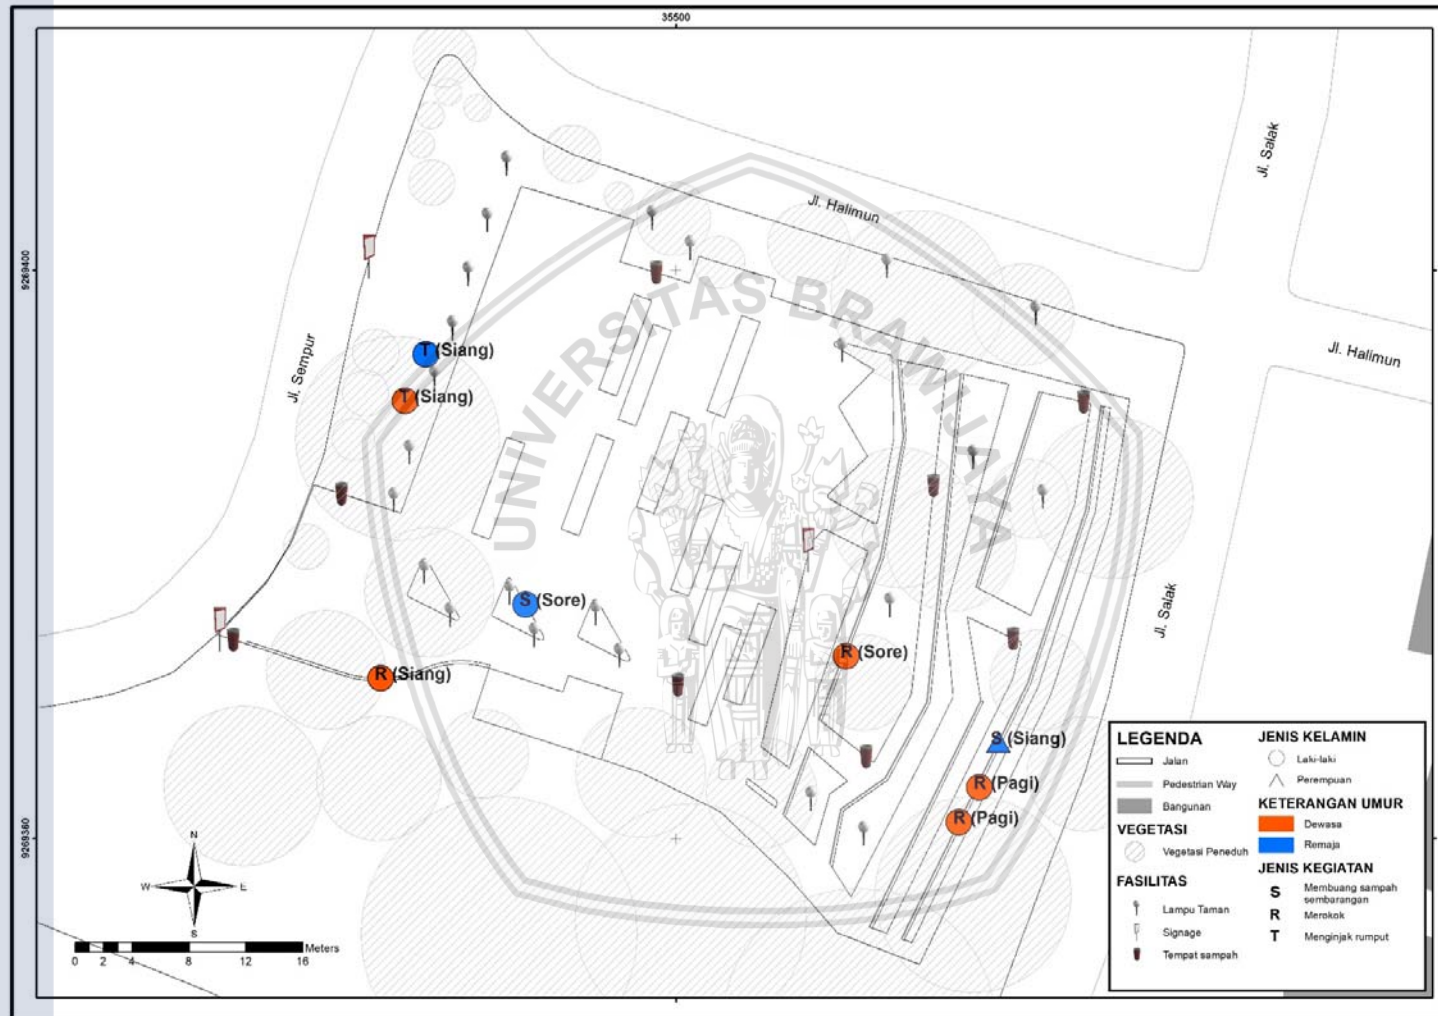 35500
Jl. Salak
Jl. Halimun
9269400
UNIVERSITAS BRAWIJAYA
Jl. Halimun
Jl. Sempur
T (Siang)
T (Siang)
S (Sore)
Jl. Salak
R (Sore)
R (Siang)
S (Siang)
R (Pagi)
R (Pagi)
9269360
N
W
E
S
Meters
0 2 4 8 12 16
LEGENDA
Jalan
Pedestrian Way
Bangunan
VEGETASI
Vegetasi Peneduh
FASILITAS
Lampu Taman
Signage
Tempat sampah
JENIS KELAMIN
Laki-laki
Perempuan
KETERANGAN UMUR
Dewasa
Remaja
JENIS KEGIATAN
S Membuang sampah
sembarangan
R Merokok
T Menginjak rumput